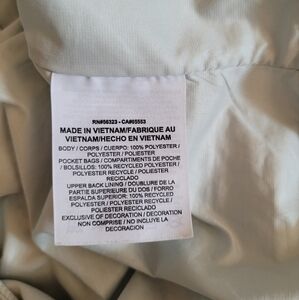 RN#56323 - CA#05553
MADE IN VIETNAM/FABRIQUE AU
VIETNAM/HECHO EN VIETNAM
BODY / CORPS / CUERPO: 100% POLYESTER /
POLYESTER / POLIESTER
POCKET BAGS / COMPARTIMENTS DE POCHE
/ BOLSILLOS: 100% RECYCLED POLYESTER /
POLYESTER RECYCLE / POLIESTER
RECICLADO
UPPER BACK LINING / DOUBLURE DE LA
PARTIE SUPERIEURE DU DOS / FORRO
ESPALDA SUPERIOR: 100% RECYCLED
POLYESTER / POLYESTER RECYCLE /
POLIESTER RECICLADO
EXCLUSIVE OF DECORATION / DECORATION
NON COMPRISE / NO INCLUYE LA
DECORACION